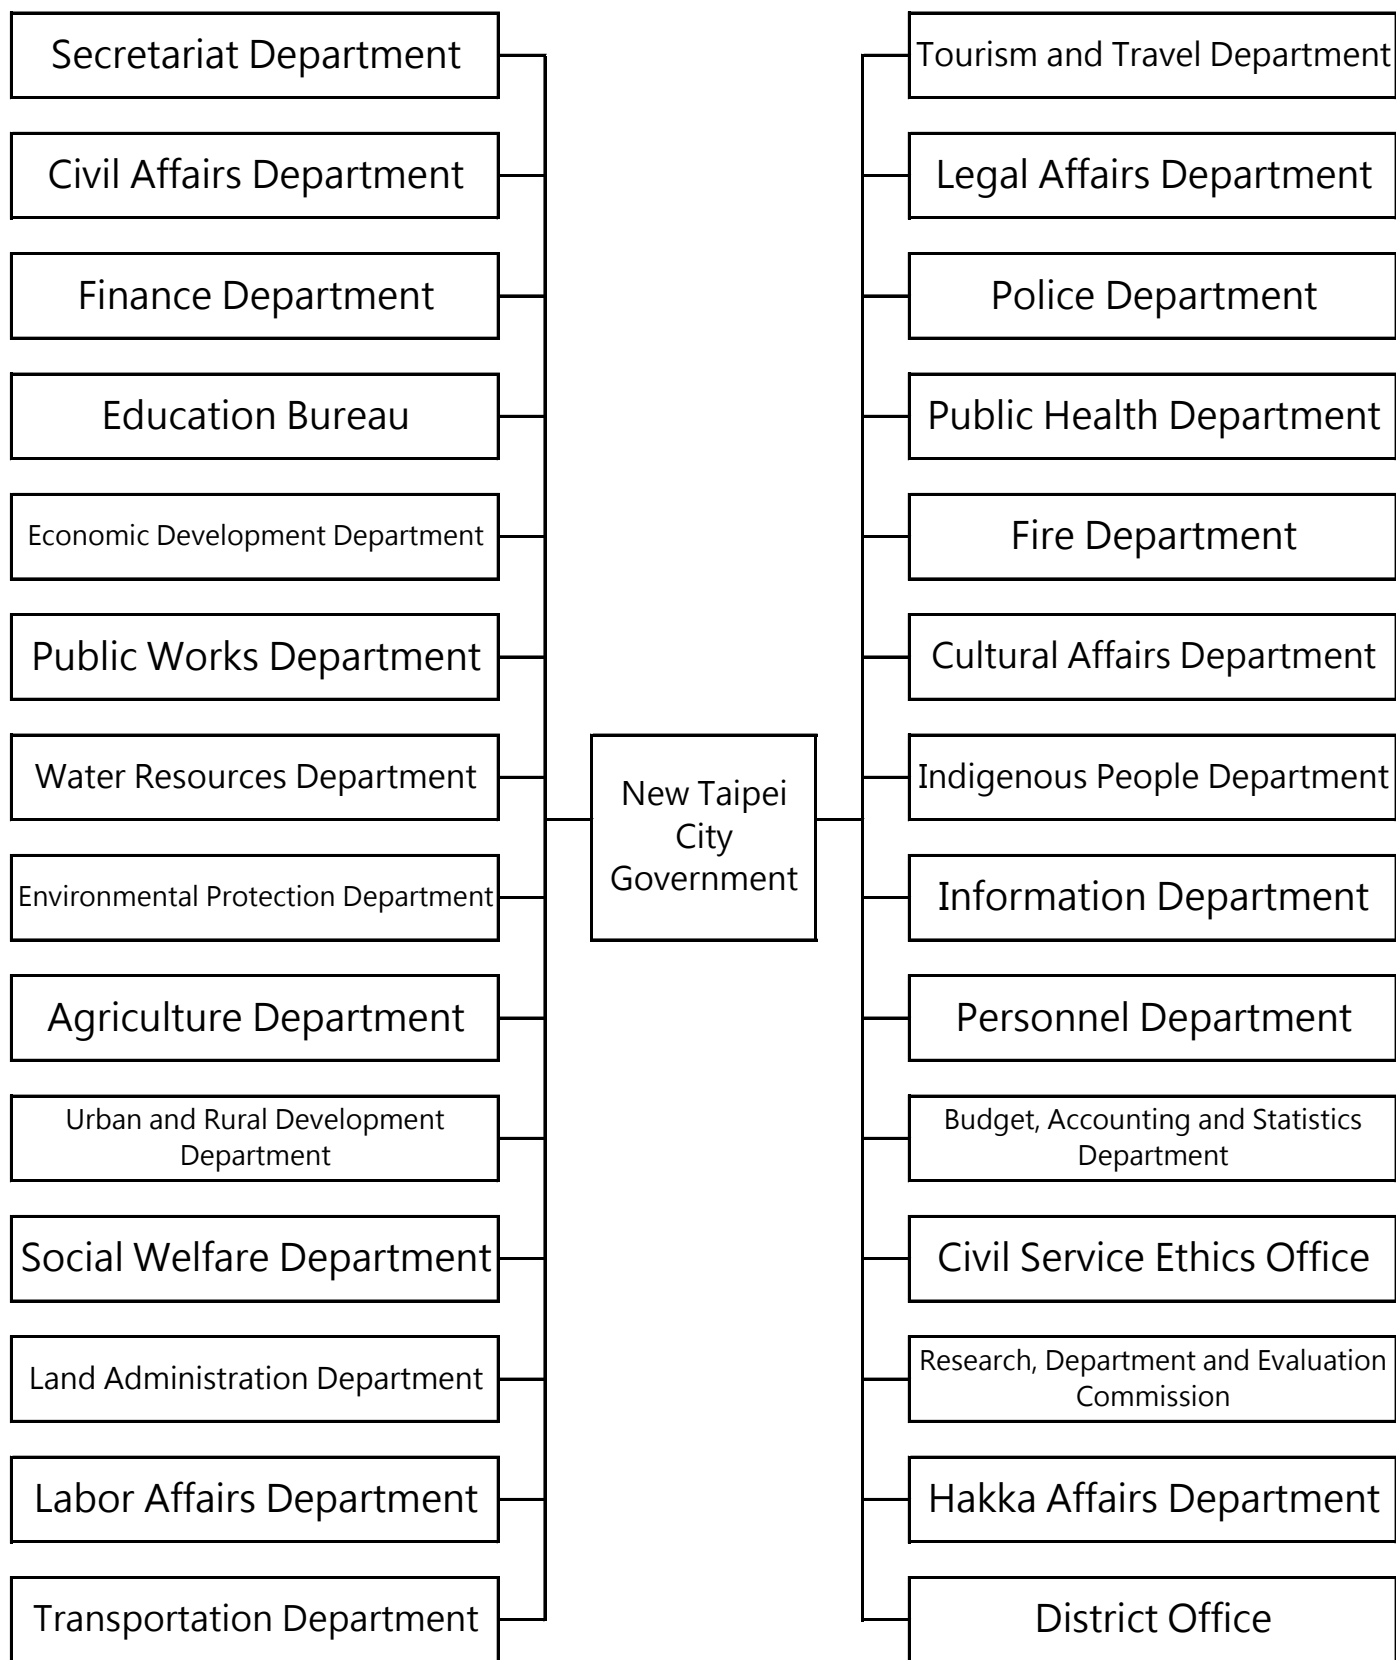 Secretariat Department
Civil Affairs Department
Finance Department
Education Bureau
Economic Development Department
Public Works Department
Water Resources Department
Environmental Protection Department
Agriculture Department
Urban and Rural Development
Department
Social Welfare Department
Land Administration Department
Labor Affairs Department
Transportation Department
New Taipei
City
Government
Tourism and Travel Department
Legal Affairs Department
Police Department
Public Health Department
Fire Department
Cultural Affairs Department
Indigenous People Department
Information Department
Personnel Department
Budget, Accounting and Statistics
Department
Civil Service Ethics Office
Research, Department and Evaluation
Commission
Hakka Affairs Department
District Office